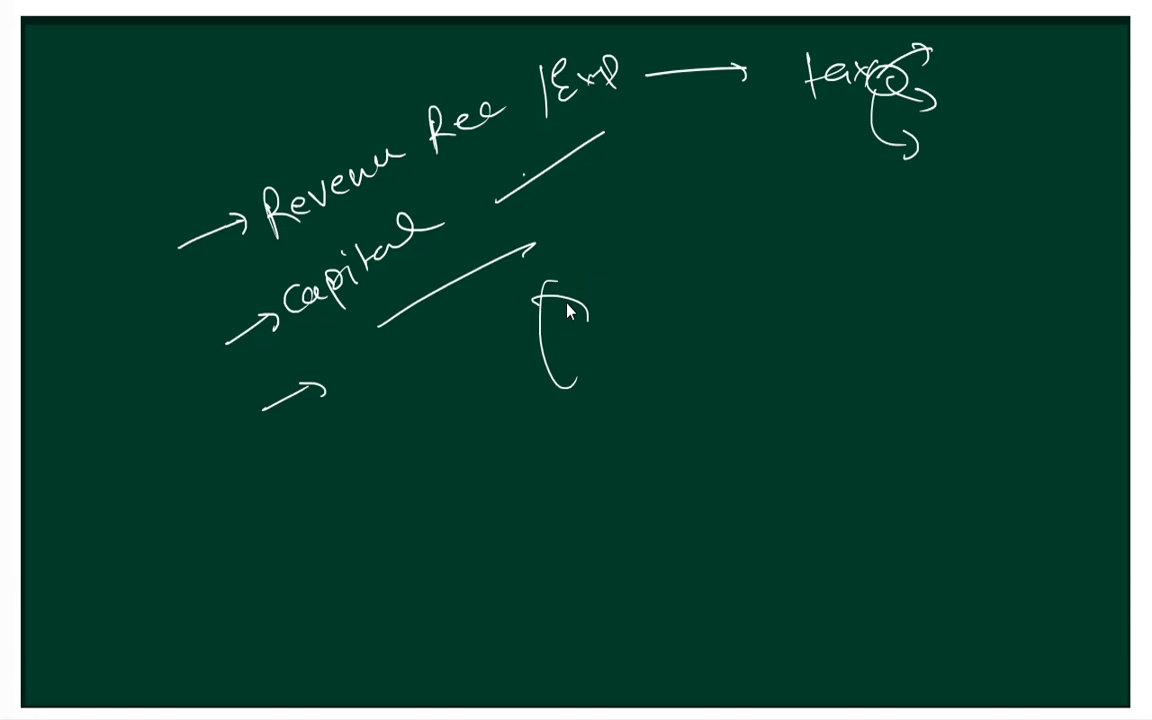 → Revenue Rec /Exp → tax
→ Capital